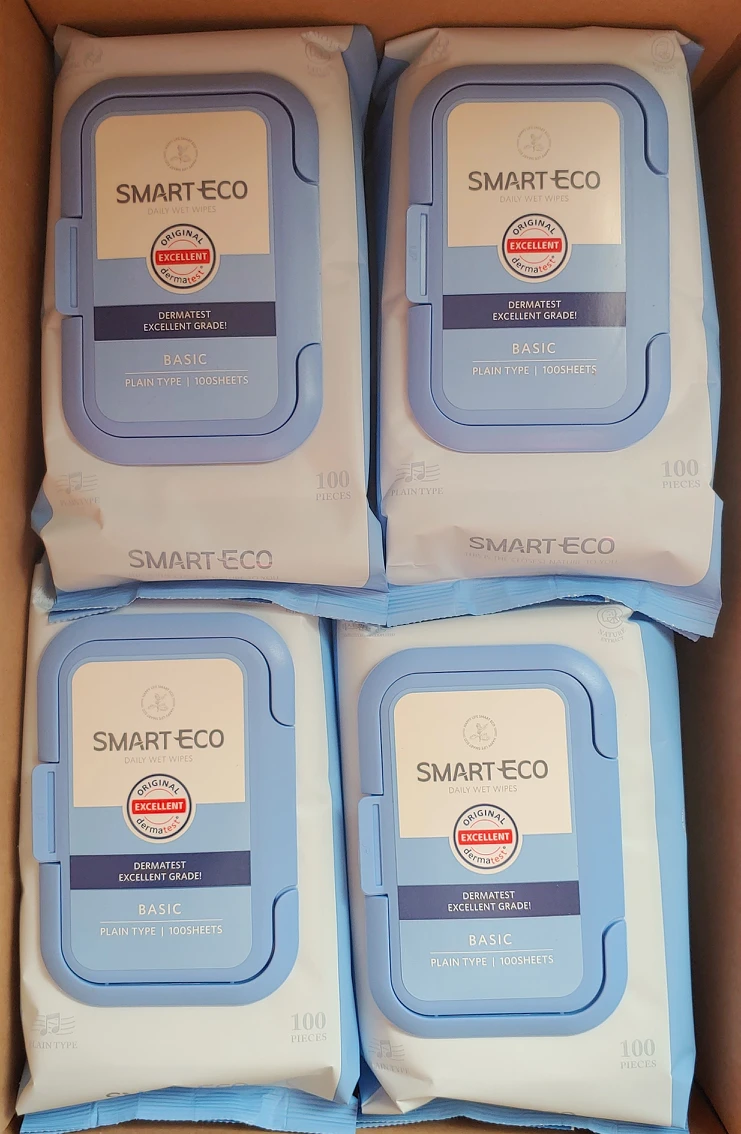 SMART ECO
DAILY WET WIPES
ORIGINAL
EXCELLENT
dermatest®
DERMATEST
EXCELLENT GRADE!
BASIC
PLAIN TYPE | 100SHEETS
100
PIECES
SMART ECO
SMART ECO
DAILY WET WIPES
ORIGINAL
EXCELLENT
dermatest®
DERMATEST
EXCELLENT GRADE!
BASIC
PLAIN TYPE | 100SHEETS
PLAIN TYPE
100
PIECES
SMART ECO
SMART ECO
DAILY WET WIPES
ORIGINAL
EXCELLENT
dermatest®
DERMATEST
EXCELLENT GRADE!
BASIC
PLAIN TYPE | 100SHEETS
PLAIN TYPE
100
PIECES
NATURE
SMART ECO
DAILY WET WIPES
ORIGINAL
EXCELLENT
dermatest®
DERMATEST
EXCELLENT GRADE!
BASIC
PLAIN TYPE | 100SHEETS
100
PIECES